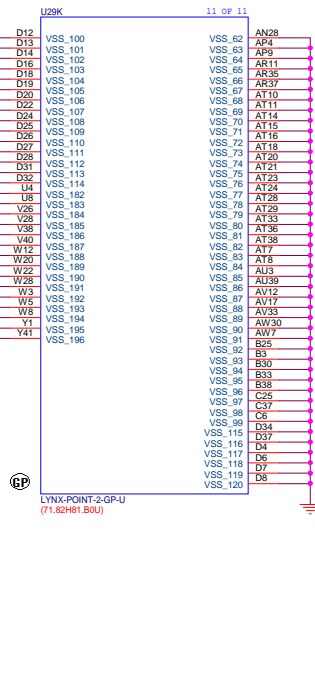 U29K 11 OF 11
D12 VSS_100 VSS_62 AN28
D13 VSS_101 VSS_63 AP4
D14 VSS_102 VSS_64 AP9
D16 VSS_103 VSS_65 AR11
D18 VSS_104 VSS_66 AR35
D19 VSS_105 VSS_67 AR37
D20 VSS_106 VSS_68 AT10
D22 VSS_107 VSS_69 AT11
D24 VSS_108 VSS_70 AT14
D25 VSS_109 VSS_71 AT15
D26 VSS_110 VSS_72 AT16
D27 VSS_111 VSS_73 AT18
D28 VSS_112 VSS_74 AT20
D31 VSS_113 VSS_75 AT21
D32 VSS_114 VSS_76 AT23
U4 VSS_182 VSS_77 AT24
U8 VSS_183 VSS_78 AT28
V26 VSS_184 VSS_79 AT29
V28 VSS_185 VSS_80 AT33
V38 VSS_186 VSS_81 AT36
V40 VSS_187 VSS_82 AT38
W12 VSS_188 VSS_83 AT7
W20 VSS_189 VSS_84 AT8
W22 VSS_190 VSS_85 AU3
W28 VSS_191 VSS_86 AU39
W3 VSS_192 VSS_87 AV12
W5 VSS_193 VSS_88 AV17
W8 VSS_194 VSS_89 AV33
Y1 VSS_195 VSS_90 AW30
Y41 VSS_196 VSS_91 AW7
VSS_92 B25
VSS_93 B3
VSS_94 B30
VSS_95 B33
VSS_96 B38
VSS_97 C25
VSS_98 C37
VSS_99 C6
VSS_115 D34
VSS_116 D37
VSS_117 D4
VSS_118 D6
VSS_119 D7
VSS_120 D8
GP
LYNX-POINT-2-GP-U
(71.82H81.B0U)